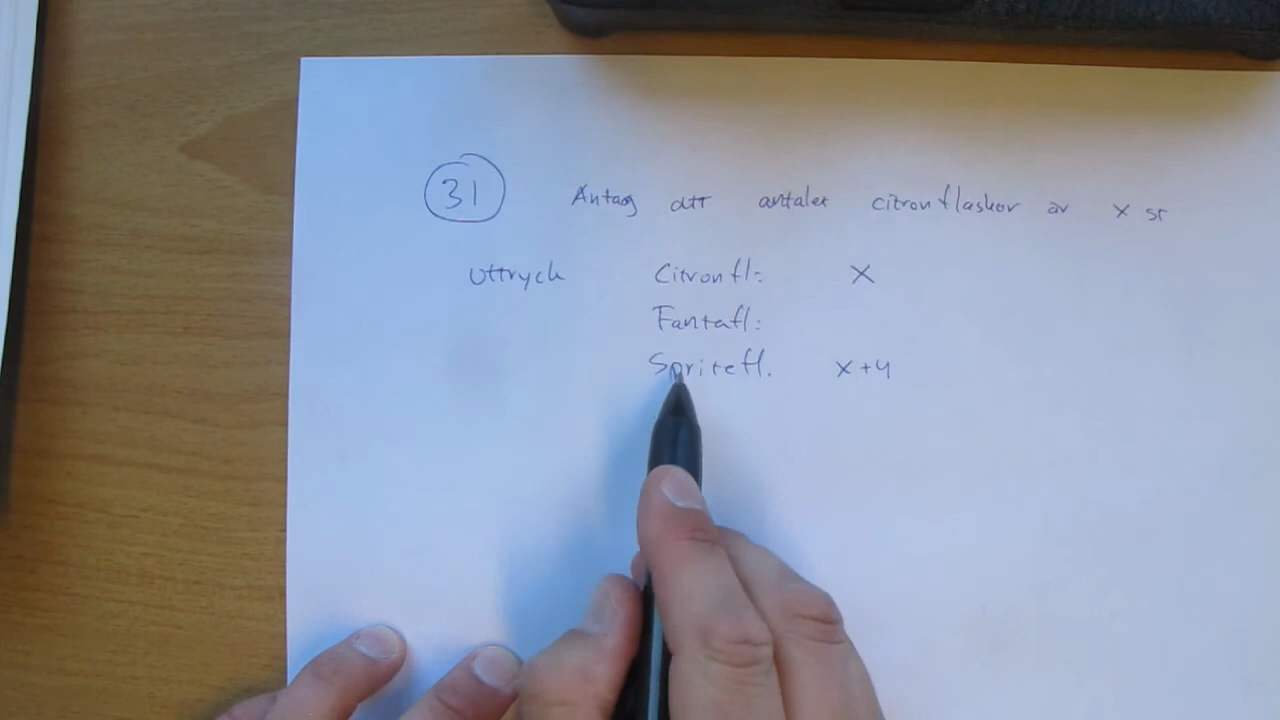 31 Antag att antalet citronflaskor är x st
Uttryck Citronfl: x
Fantafl:
Spritefl. x+4